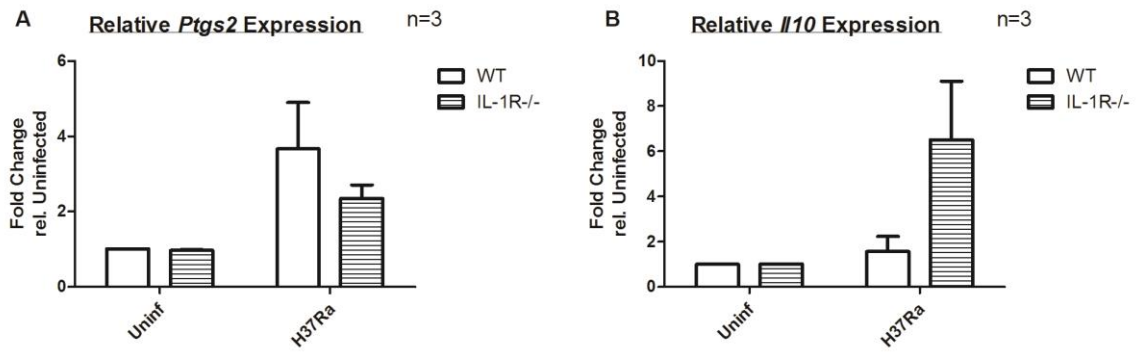 A
Relative Ptgs2 Expression
n=3
6
4
2
0
Fold Change
rel. Uninfected
Uninf
H37Ra
WT
IL-1R-/-
B
Relative Il10 Expression
n=3
10
8
6
4
2
0
Fold Change
rel. Uninfected
Uninf
H37Ra
WT
IL-1R-/-